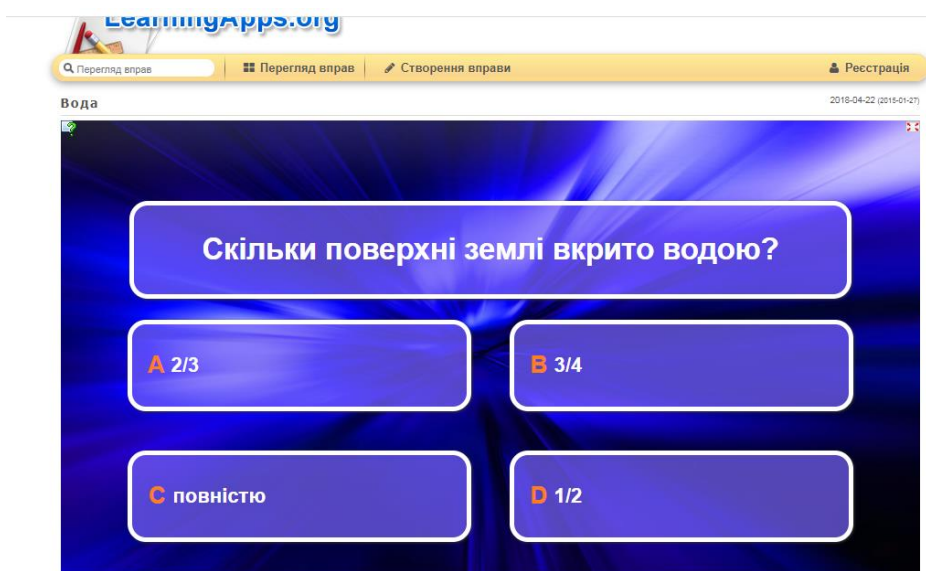 LearningApps.org
Перегляд вправ
Перегляд вправ
Створення вправи
Реєстрація
Вода
2018-04-22 (2015-01-27)
Скільки поверхні землі вкрито водою?
A 2/3
B 3/4
C повністю
D 1/2